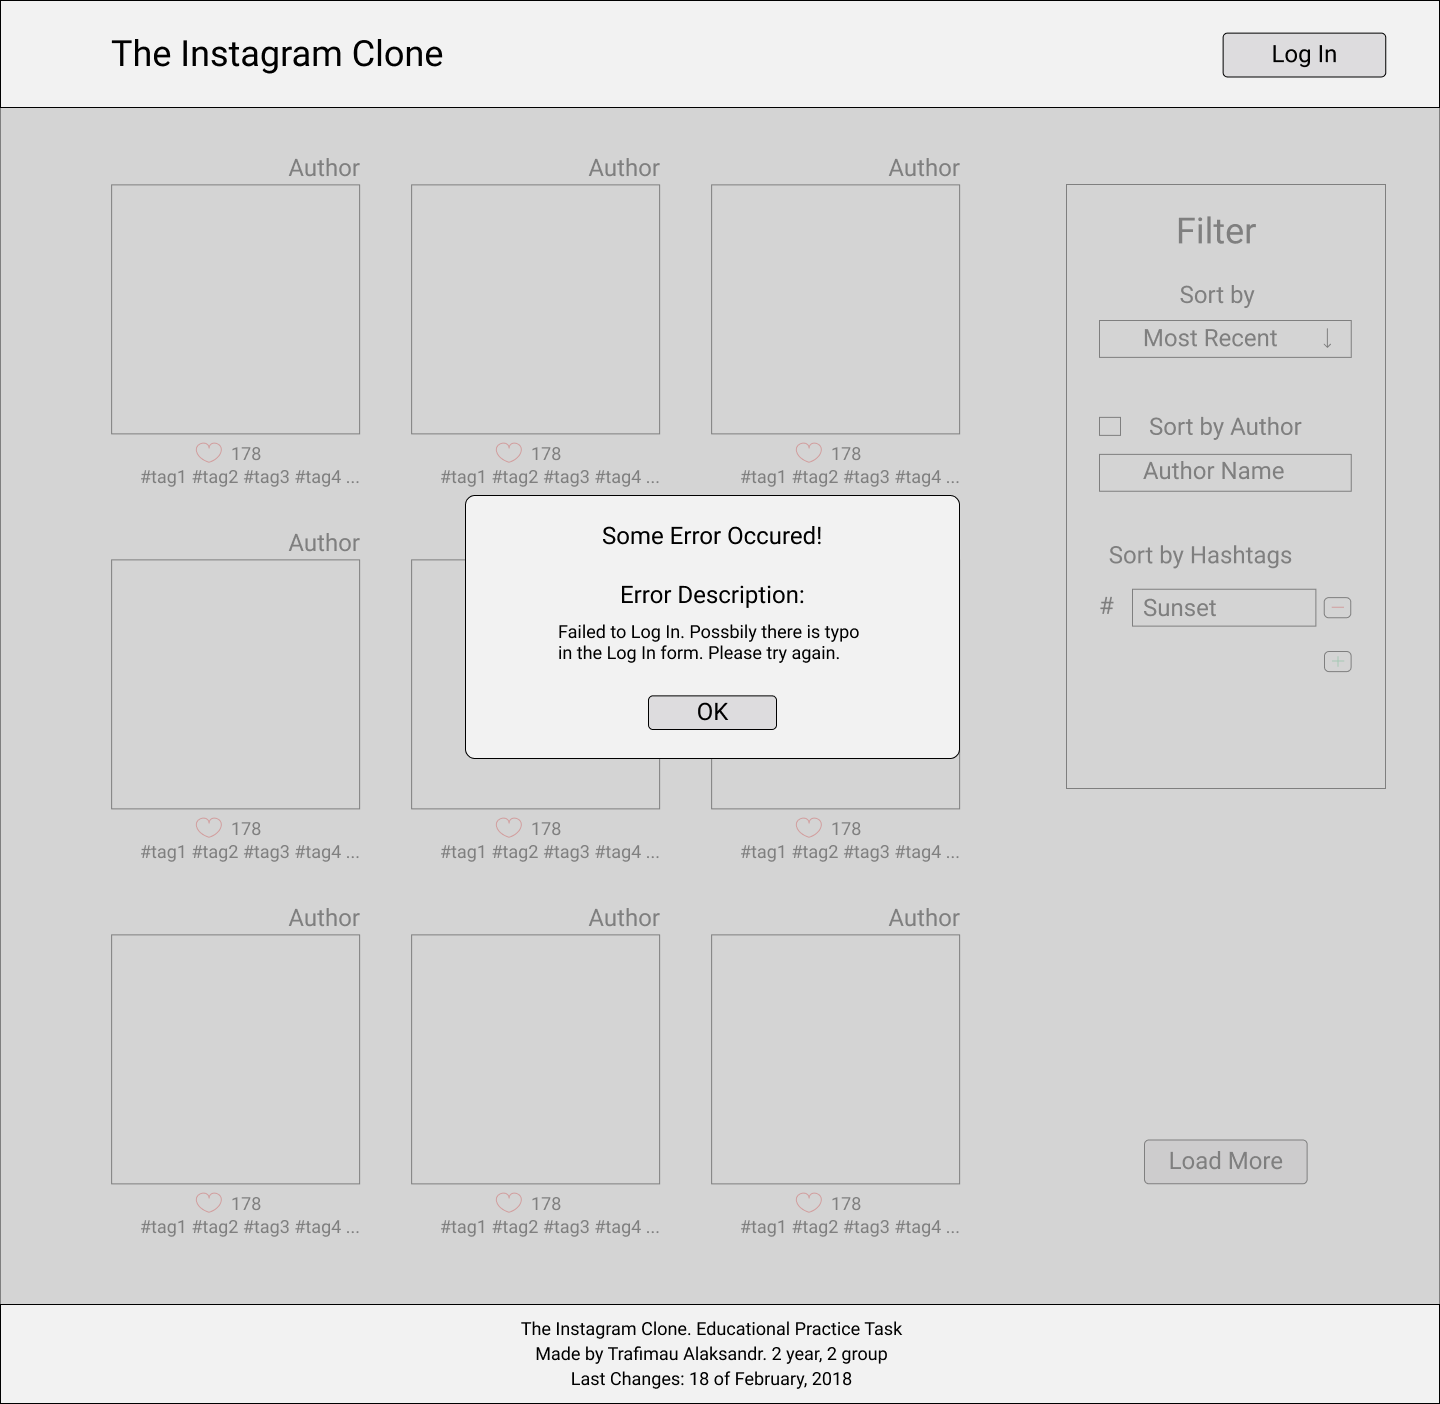 The Instagram Clone
Log In
Author
Author
Author
178
178
178
#tag1 #tag2 #tag3 #tag4 ...
#tag1 #tag2 #tag3 #tag4 ...
#tag1 #tag2 #tag3 #tag4 ...
Filter
Sort by
Most Recent ↓
Sort by Author
Author Name
Sort by Hashtags
# Sunset −
+
Some Error Occured!
Error Description:
Failed to Log In. Possbily there is typo
in the Log In form. Please try again.
OK
Author
178
178
178
#tag1 #tag2 #tag3 #tag4 ...
#tag1 #tag2 #tag3 #tag4 ...
#tag1 #tag2 #tag3 #tag4 ...
Author
Author
Author
178
178
178
#tag1 #tag2 #tag3 #tag4 ...
#tag1 #tag2 #tag3 #tag4 ...
#tag1 #tag2 #tag3 #tag4 ...
Load More
The Instagram Clone. Educational Practice Task
Made by Trafimau Alaksandr. 2 year, 2 group
Last Changes: 18 of February, 2018